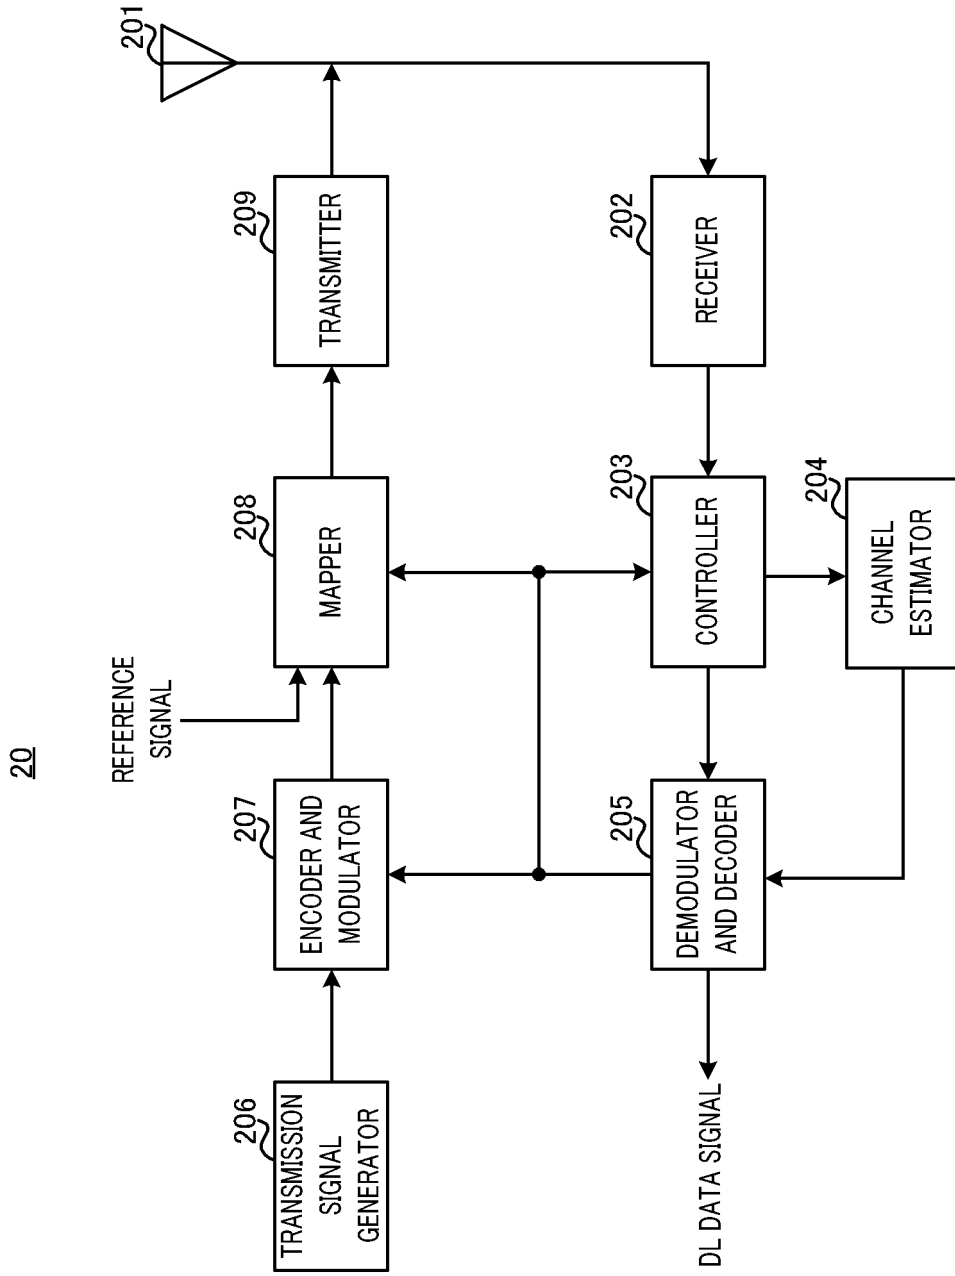 20
206
TRANSMISSION
SIGNAL
GENERATOR
207
ENCODER AND
MODULATOR
REFERENCE
SIGNAL
208
MAPPER
209
TRANSMITTER
201
DL DATA SIGNAL
205
DEMODULATOR
AND DECODER
203
CONTROLLER
202
RECEIVER
204
CHANNEL
ESTIMATOR